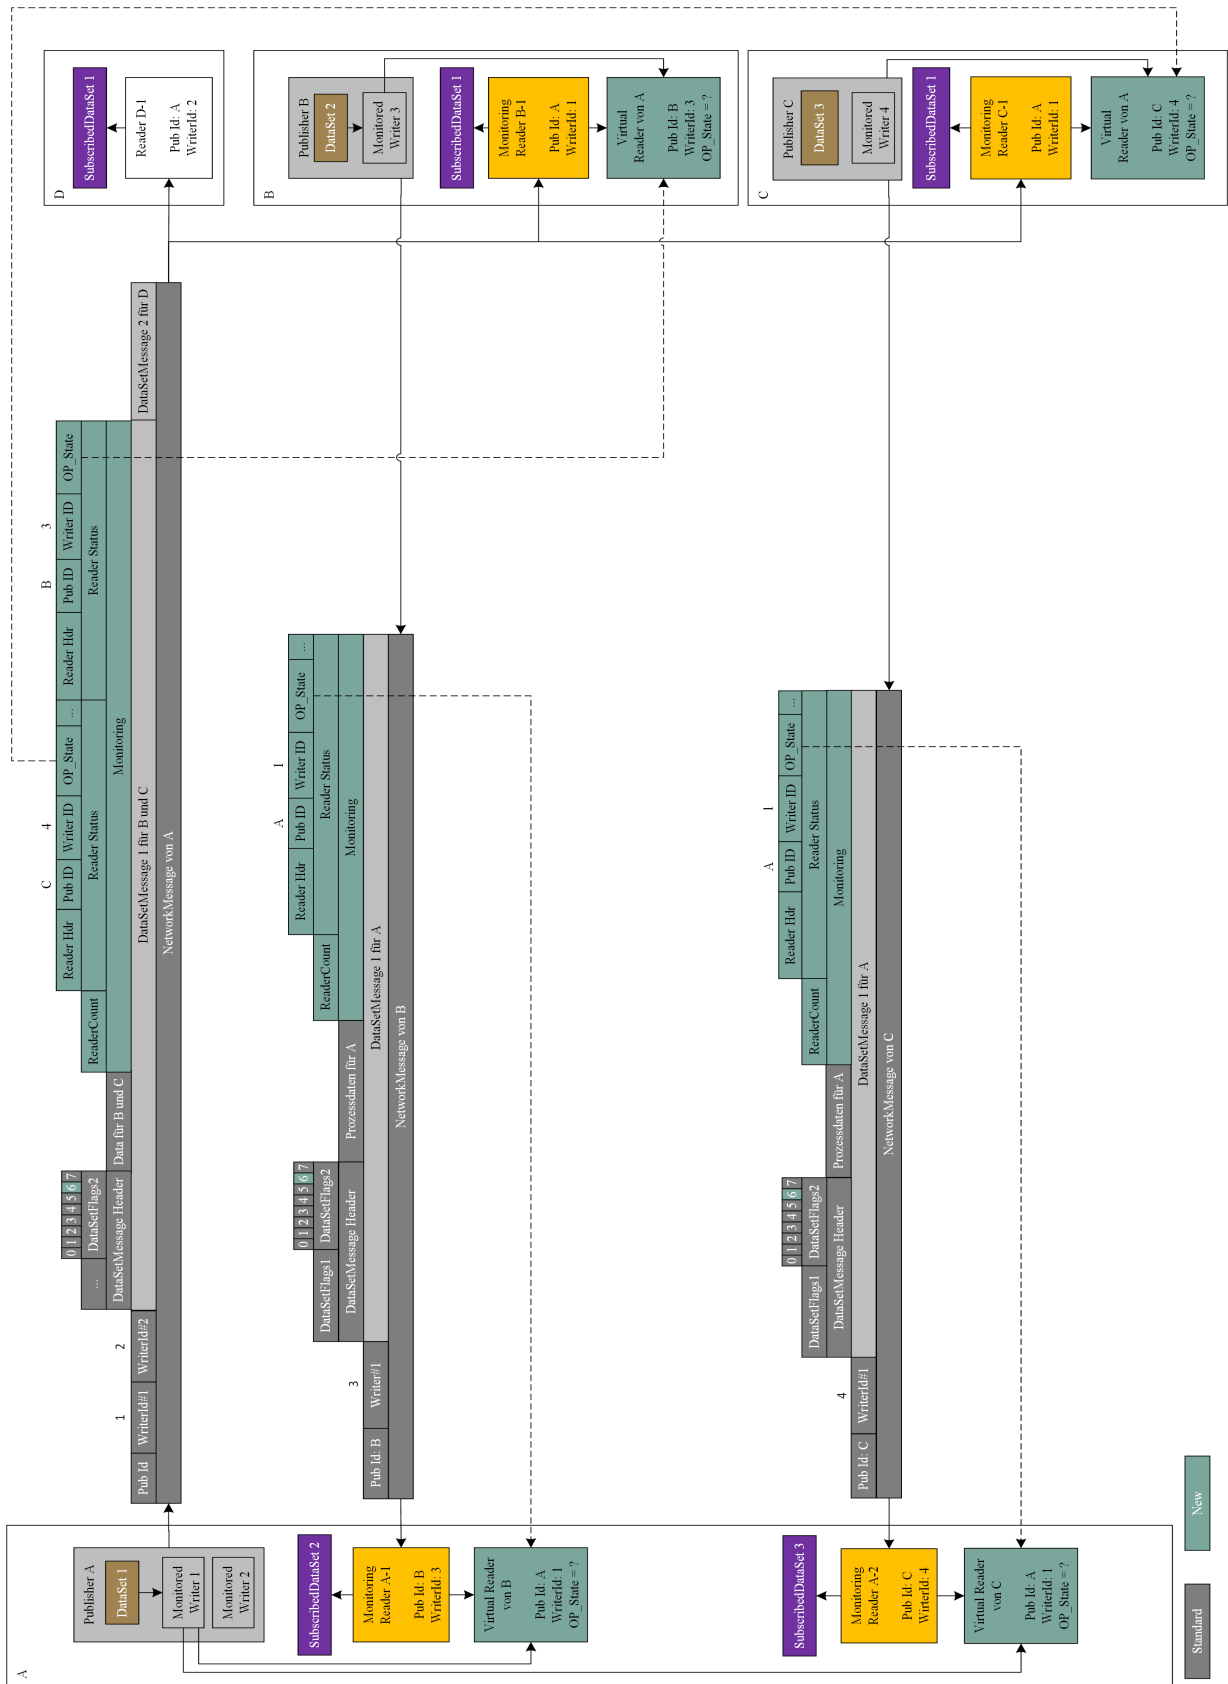 A
Publisher A
DataSet 1
Monitored
Writer 1
Monitored
Writer 2
SubscribedDataSet 2
Monitoring
Reader A-1
Pub Id: B
WriterId: 3
Virtual Reader
von B
Pub Id: A
WriterId: 1
OP_State = ?
SubscribedDataSet 3
Monitoring
Reader A-2
Pub Id: C
WirterId: 4
Virtual Reader
von C
Pub Id: A
WriterId: 1
OP_State = ?
C 4 B 3
Reader Hdr Pub ID Writer ID OP_State ... Reader Hdr Pub ID Writer ID OP_State
0 1 2 3 4 5 6 7
... DataSetFlags2 ReaderCount Reader Status Reader Status
1 2
DataSetMessage Header Data für B und C Monitoring
Pub Id WriterId#1 WriterId#2 DataSetMessage 1 für B und C DataSetMessage 2 für D
NetworkMessage von A
A 1
Reader Hdr Pub ID Writer ID OP_State ...
0 1 2 3 4 5 6 7
DataSetFlags1 DataSetFlags2 ReaderCount Reader Status
3
DataSetMessage Header Prozessdaten für A Monitoring
Pub Id: B Writer#1 DataSetMessage 1 für A
NetworkMessage von B
A 1
Reader Hdr Pub ID Writer ID OP_State ...
0 1 2 3 4 5 6 7
DataSetFlags1 DataSetFlags2 ReaderCount Reader Status
4
DataSetMessage Header Prozessdaten für A Monitoring
Pub Id: C WriterId#1 DataSetMessage 1 für A
NetworkMessage von C
D
SubscribedDataSet 1
Reader D-1
Pub Id: A
WriterId: 2
B
Publisher B
DataSet 2
Monitored
Writer 3
SubscribedDataSet 1
Monitoring
Reader B-1
Pub Id: A
WriterId: 1
Virtual
Reader von A
Pub Id: B
WriterId: 3
OP_State = ?
C
Publisher C
DataSet 3
Monitored
Writer 4
SubscribedDataSet 1
Monitoring
Reader C-1
Pub Id: A
WriterId: 1
Virtual
Reader von A
Pub Id: C
WriterId: 4
OP_State = ?
Standard
New